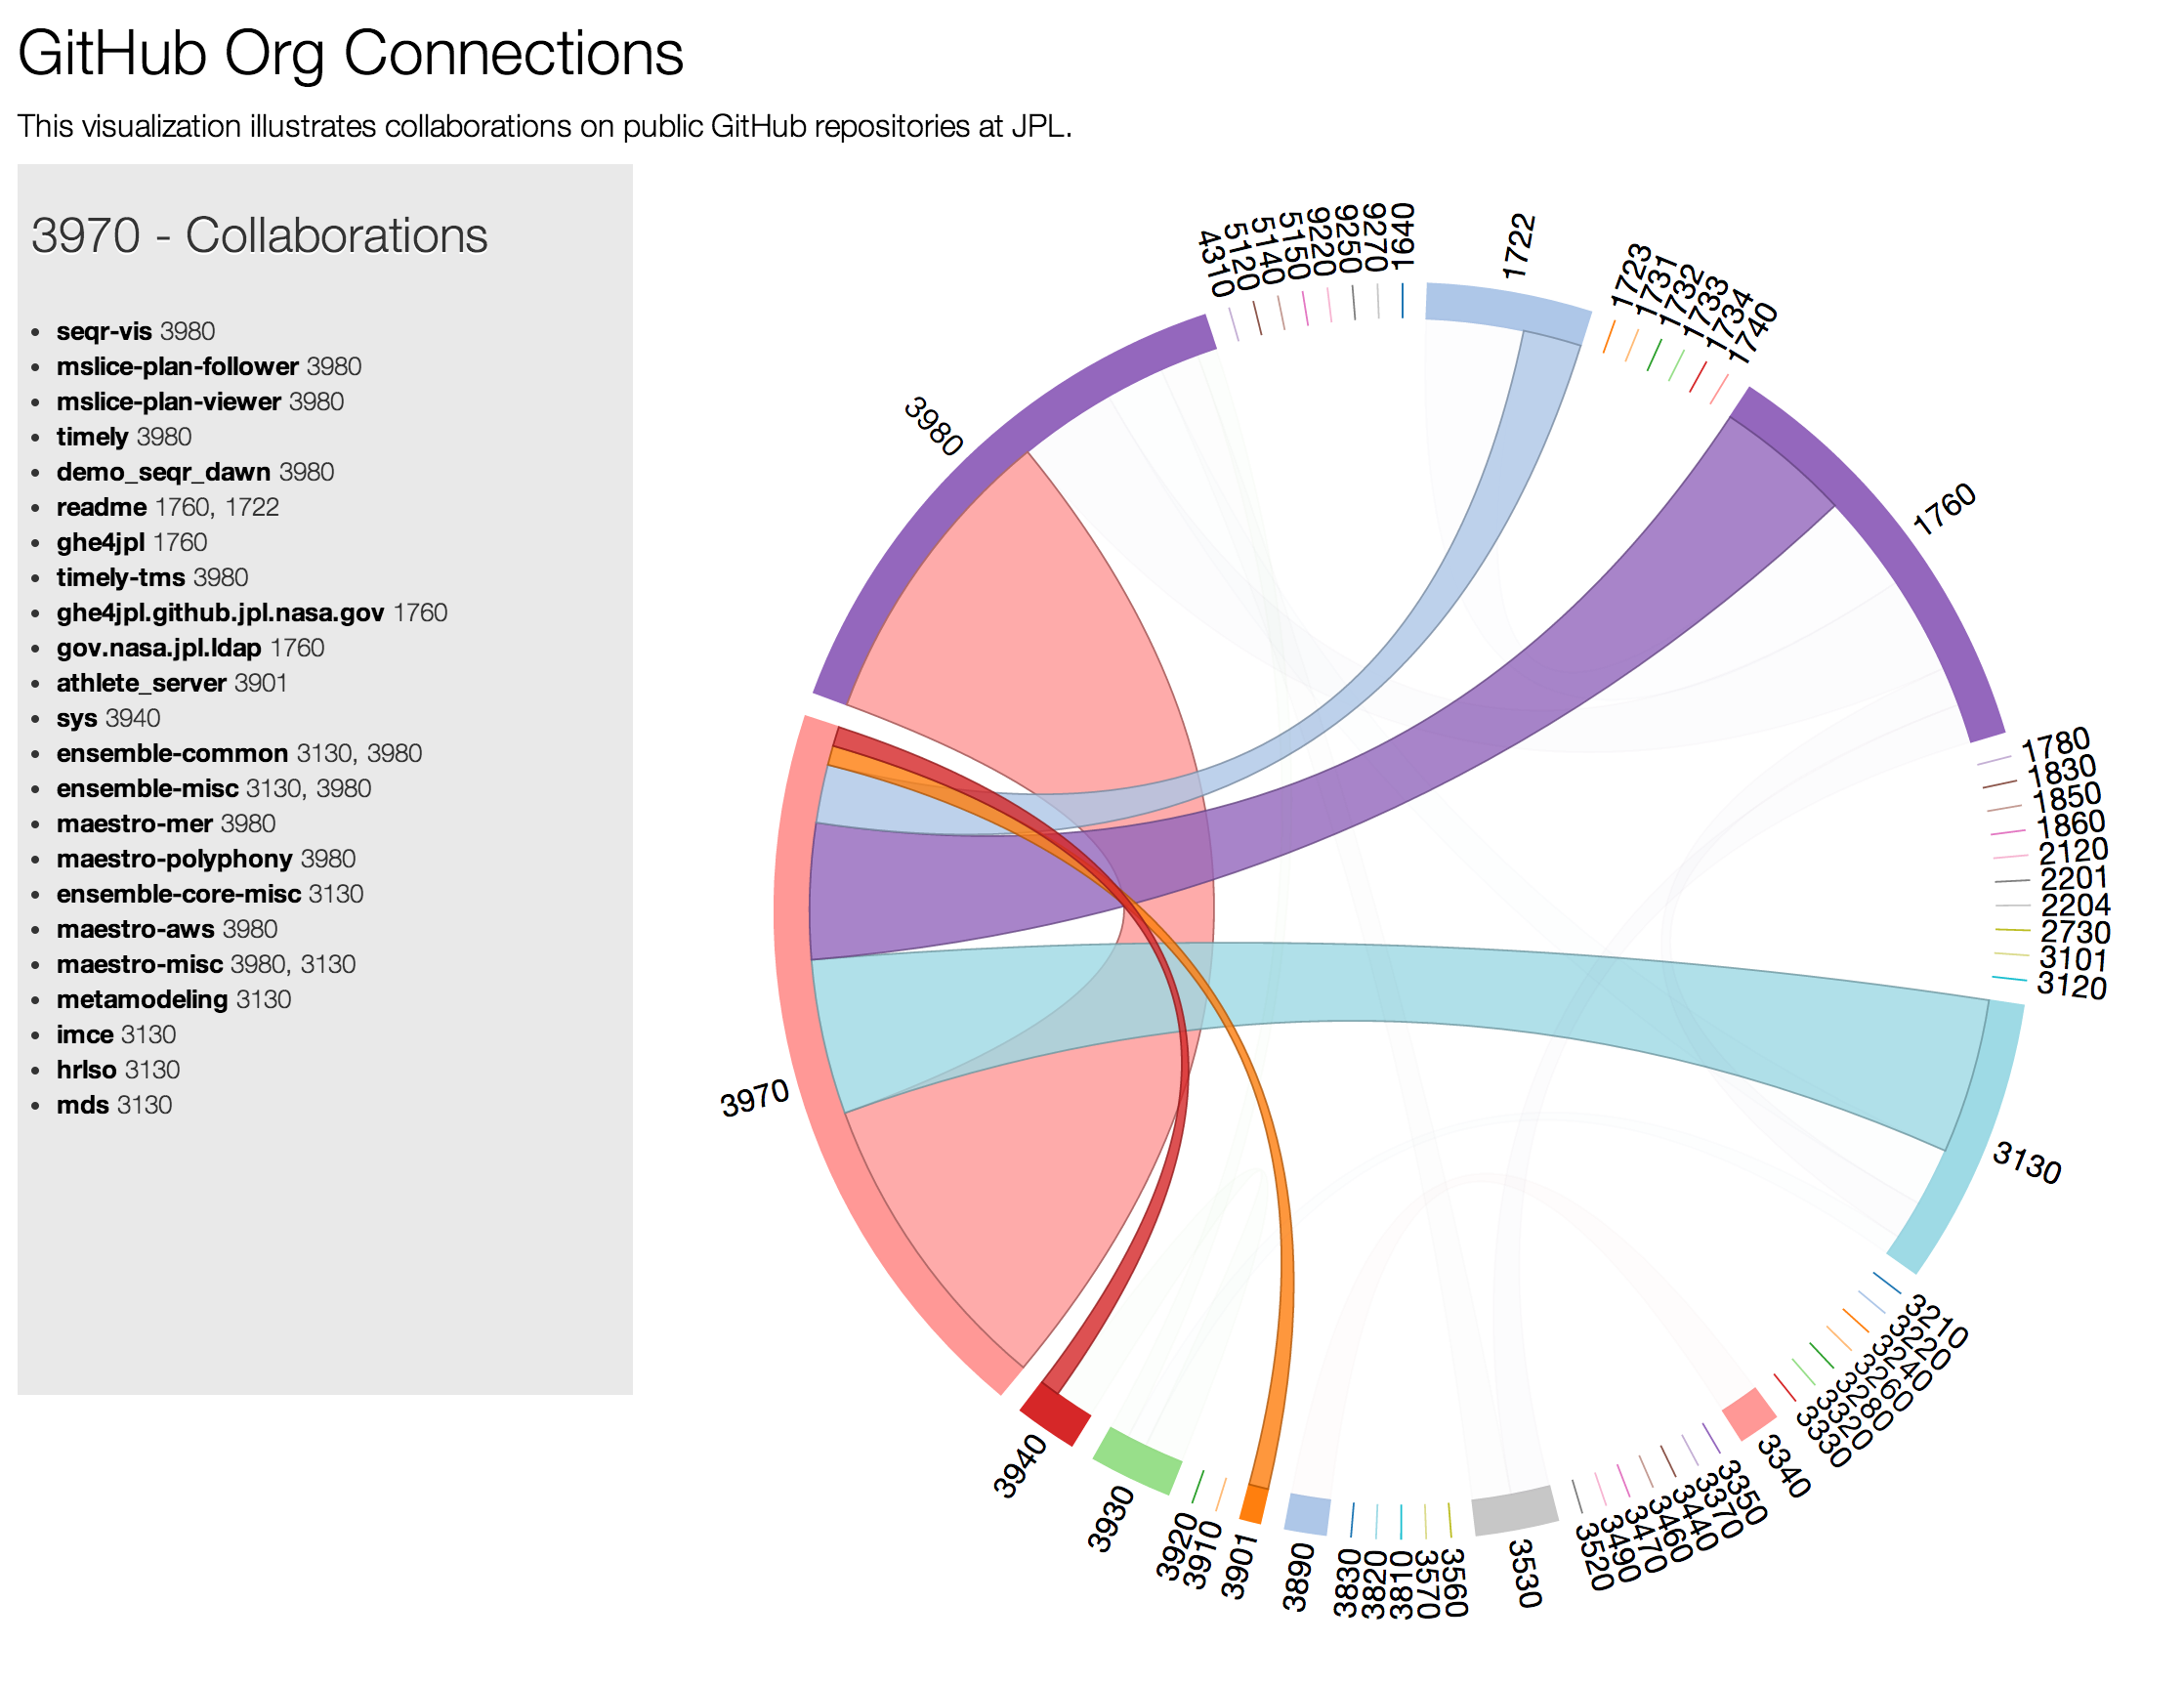 GitHub Org Connections
This visualization illustrates collaborations on public GitHub repositories at JPL.
3970 - Collaborations
seqr-vis 3980
mslice-plan-follower 3980
mslice-plan-viewer 3980
timely 3980
demo_seqr_dawn 3980
readme 1760, 1722
ghe4jpl 1760
timely-tms 3980
ghe4jpl.github.jpl.nasa.gov 1760
gov.nasa.jpl.ldap 1760
athlete_server 3901
sys 3940
ensemble-common 3130, 3980
ensemble-misc 3130, 3980
maestro-mer 3980
maestro-polyphony 3980
ensemble-core-misc 3130
maestro-aws 3980
maestro-misc 3980, 3130
metamodeling 3130
imce 3130
hrlso 3130
mds 3130
1640
1722
1723
1731
1732
1733
1734
1740
1760
1780
1830
1850
1860
2120
2201
2204
2730
3101
3120
3130
3210
3220
3240
3260
3280
3320
3330
3340
3350
3370
3440
3460
3470
3490
3520
3530
3560
3570
3810
3820
3830
3890
3901
3910
3920
3930
3940
3970
3980
4310
5120
5140
5150
9220
9250
9270